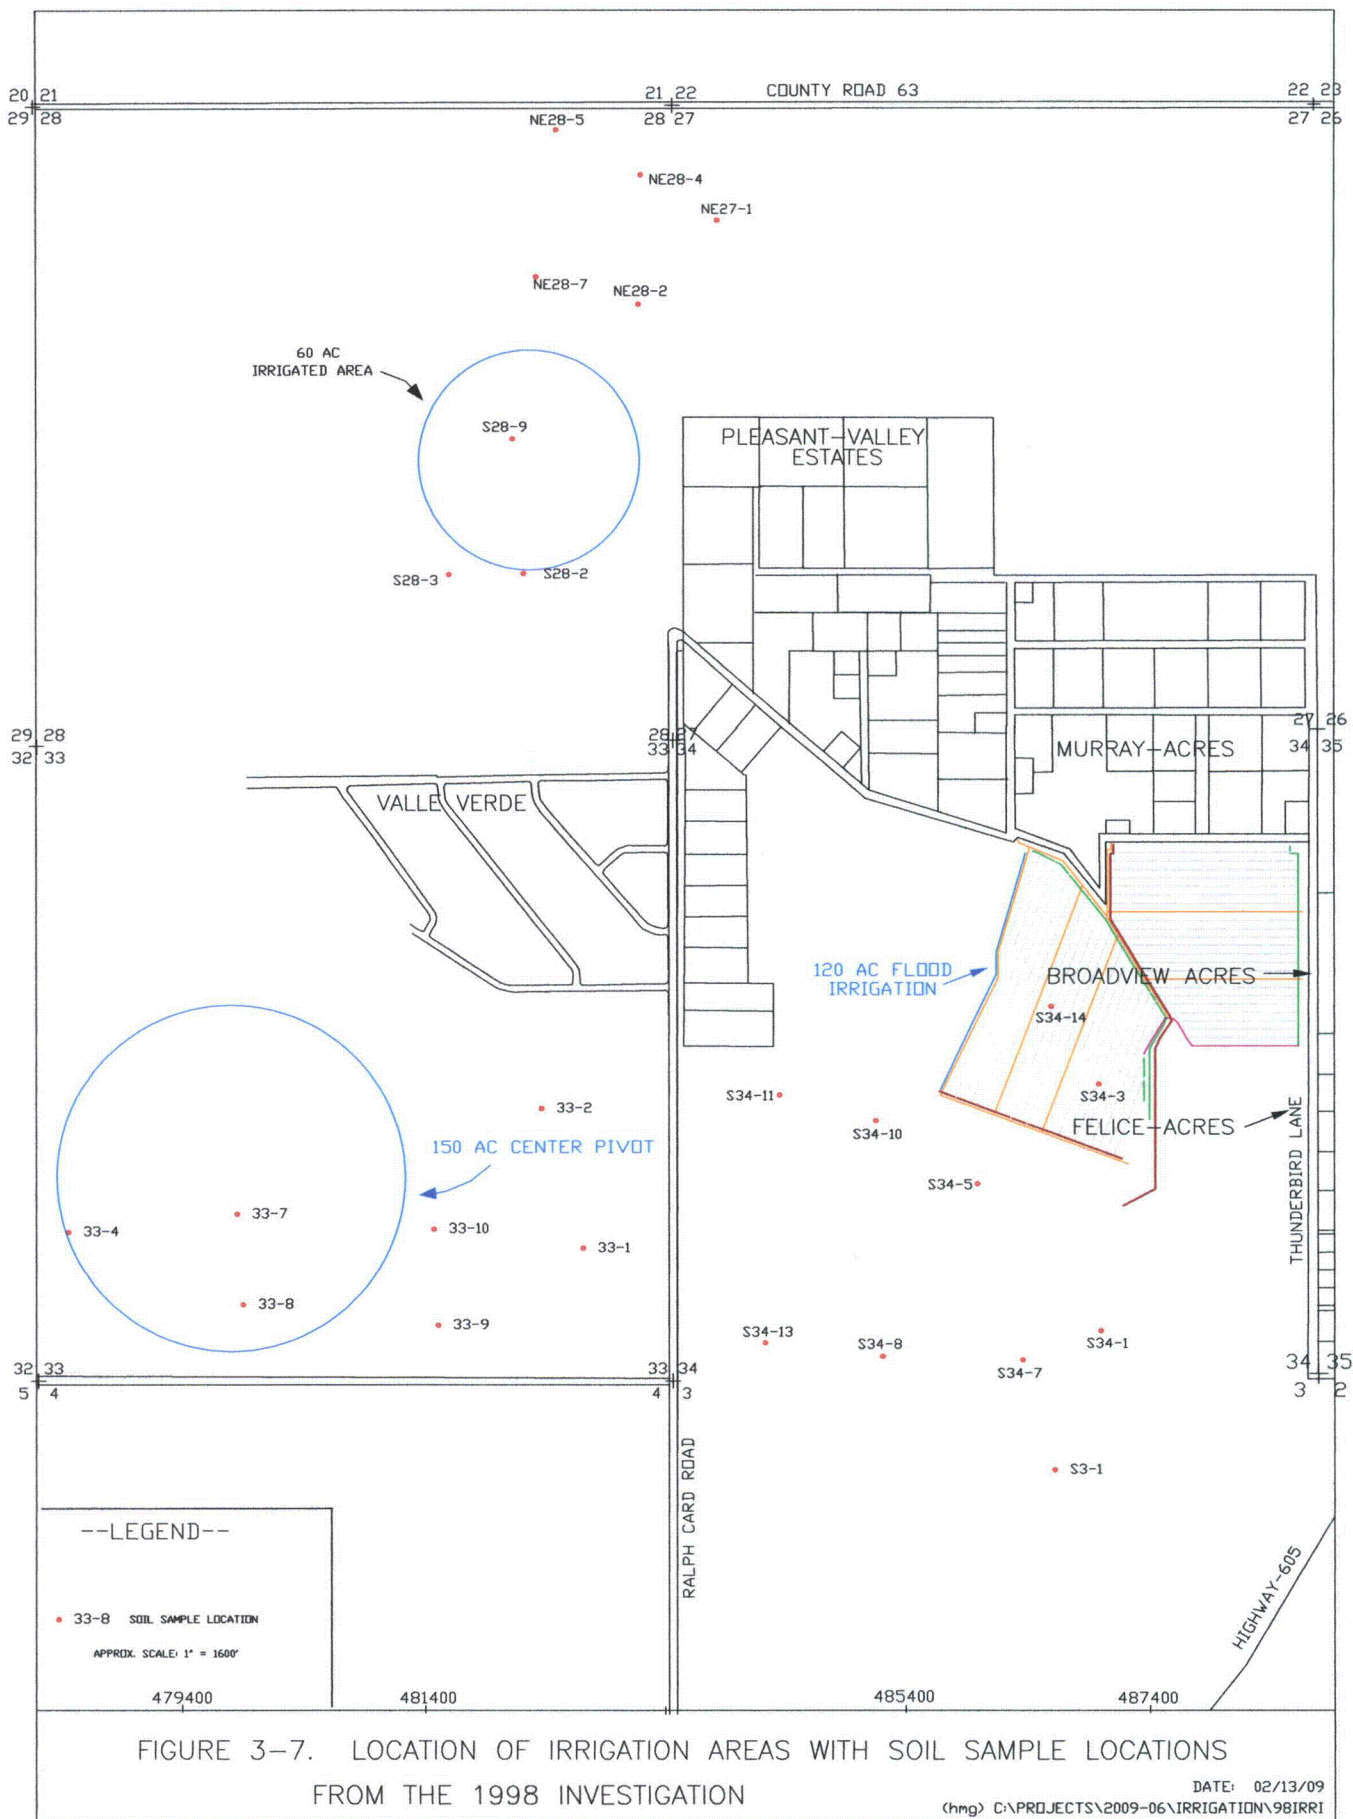 20 21
21 22
COUNTY ROAD 63
22 23
29 28
28 27
27 26
NE28-5
NE28-4
NE27-1
NE28-7
NE28-2
60 AC
IRRIGATED AREA
S28-9
PLEASANT-VALLEY
ESTATES
S28-3
S28-2
29 28
28 27
27 26
32 33
33 34
34 35
MURRAY-ACRES
VALLE VERDE
120 AC FLOOD
IRRIGATION
BROADVIEW ACRES
S34-14
S34-11
S34-3
33-2
S34-10
FELICE-ACRES
THUNDERBIRD LANE
150 AC CENTER PIVOT
S34-5
33-4
33-7
33-10
33-1
33-8
33-9
S34-13
S34-8
S34-1
S34-7
32 33
33 34
34 35
5 4
4 3
3 2
RALPH CARD ROAD
S3-1
HIGHWAY-605
--LEGEND--
33-8 SOIL SAMPLE LOCATION
APPROX. SCALE: 1" = 1600'
479400
481400
485400
487400
FIGURE 3-7. LOCATION OF IRRIGATION AREAS WITH SOIL SAMPLE LOCATIONS
FROM THE 1998 INVESTIGATION
DATE: 02/13/09
(hmg) C:\PROJECTS\2009-06\IRRIGATION\98IRRI